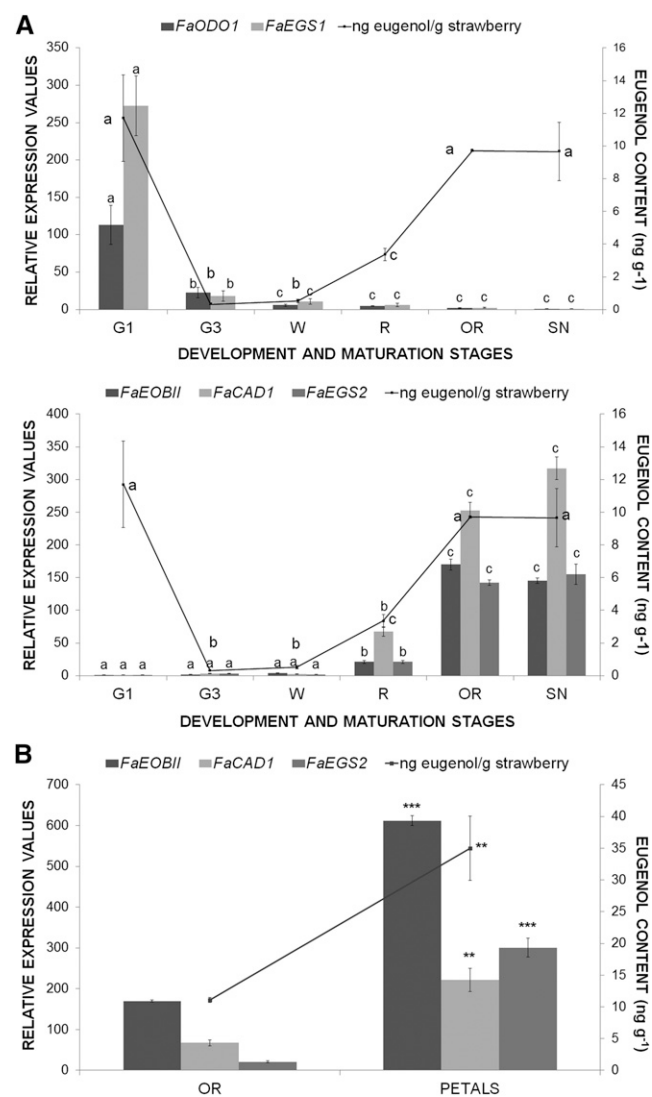 A
FaODO1 FaEGS1 ng eugenol/g strawberry
350 300 250 200 150 100 50 0
RELATIVE EXPRESSION VALUES
16 14 12 10 8 6 4 2 0
EUGENOL CONTENT (ng g-1)
a a a
b b b
c b c
c c c
a c c
a c c
G1 G3 W R OR SN
DEVELOPMENT AND MATURATION STAGES
FaEOBII FaCAD1 FaEGS2 ng eugenol/g strawberry
400 350 300 250 200 150 100 50 0
RELATIVE EXPRESSION VALUES
16 14 12 10 8 6 4 2 0
EUGENOL CONTENT (ng g-1)
a a a a
b a a a
b a a a
b b c b
c c a c
c c a c
G1 G3 W R OR SN
DEVELOPMENT AND MATURATION STAGES
B
FaEOBII FaCAD1 FaEGS2 ng eugenol/g strawberry
700 600 500 400 300 200 100 0
RELATIVE EXPRESSION VALUES
45 40 35 30 25 20 15 10 5 0
EUGENOL CONTENT (ng g-1)
*** ** ** ***
OR PETALS